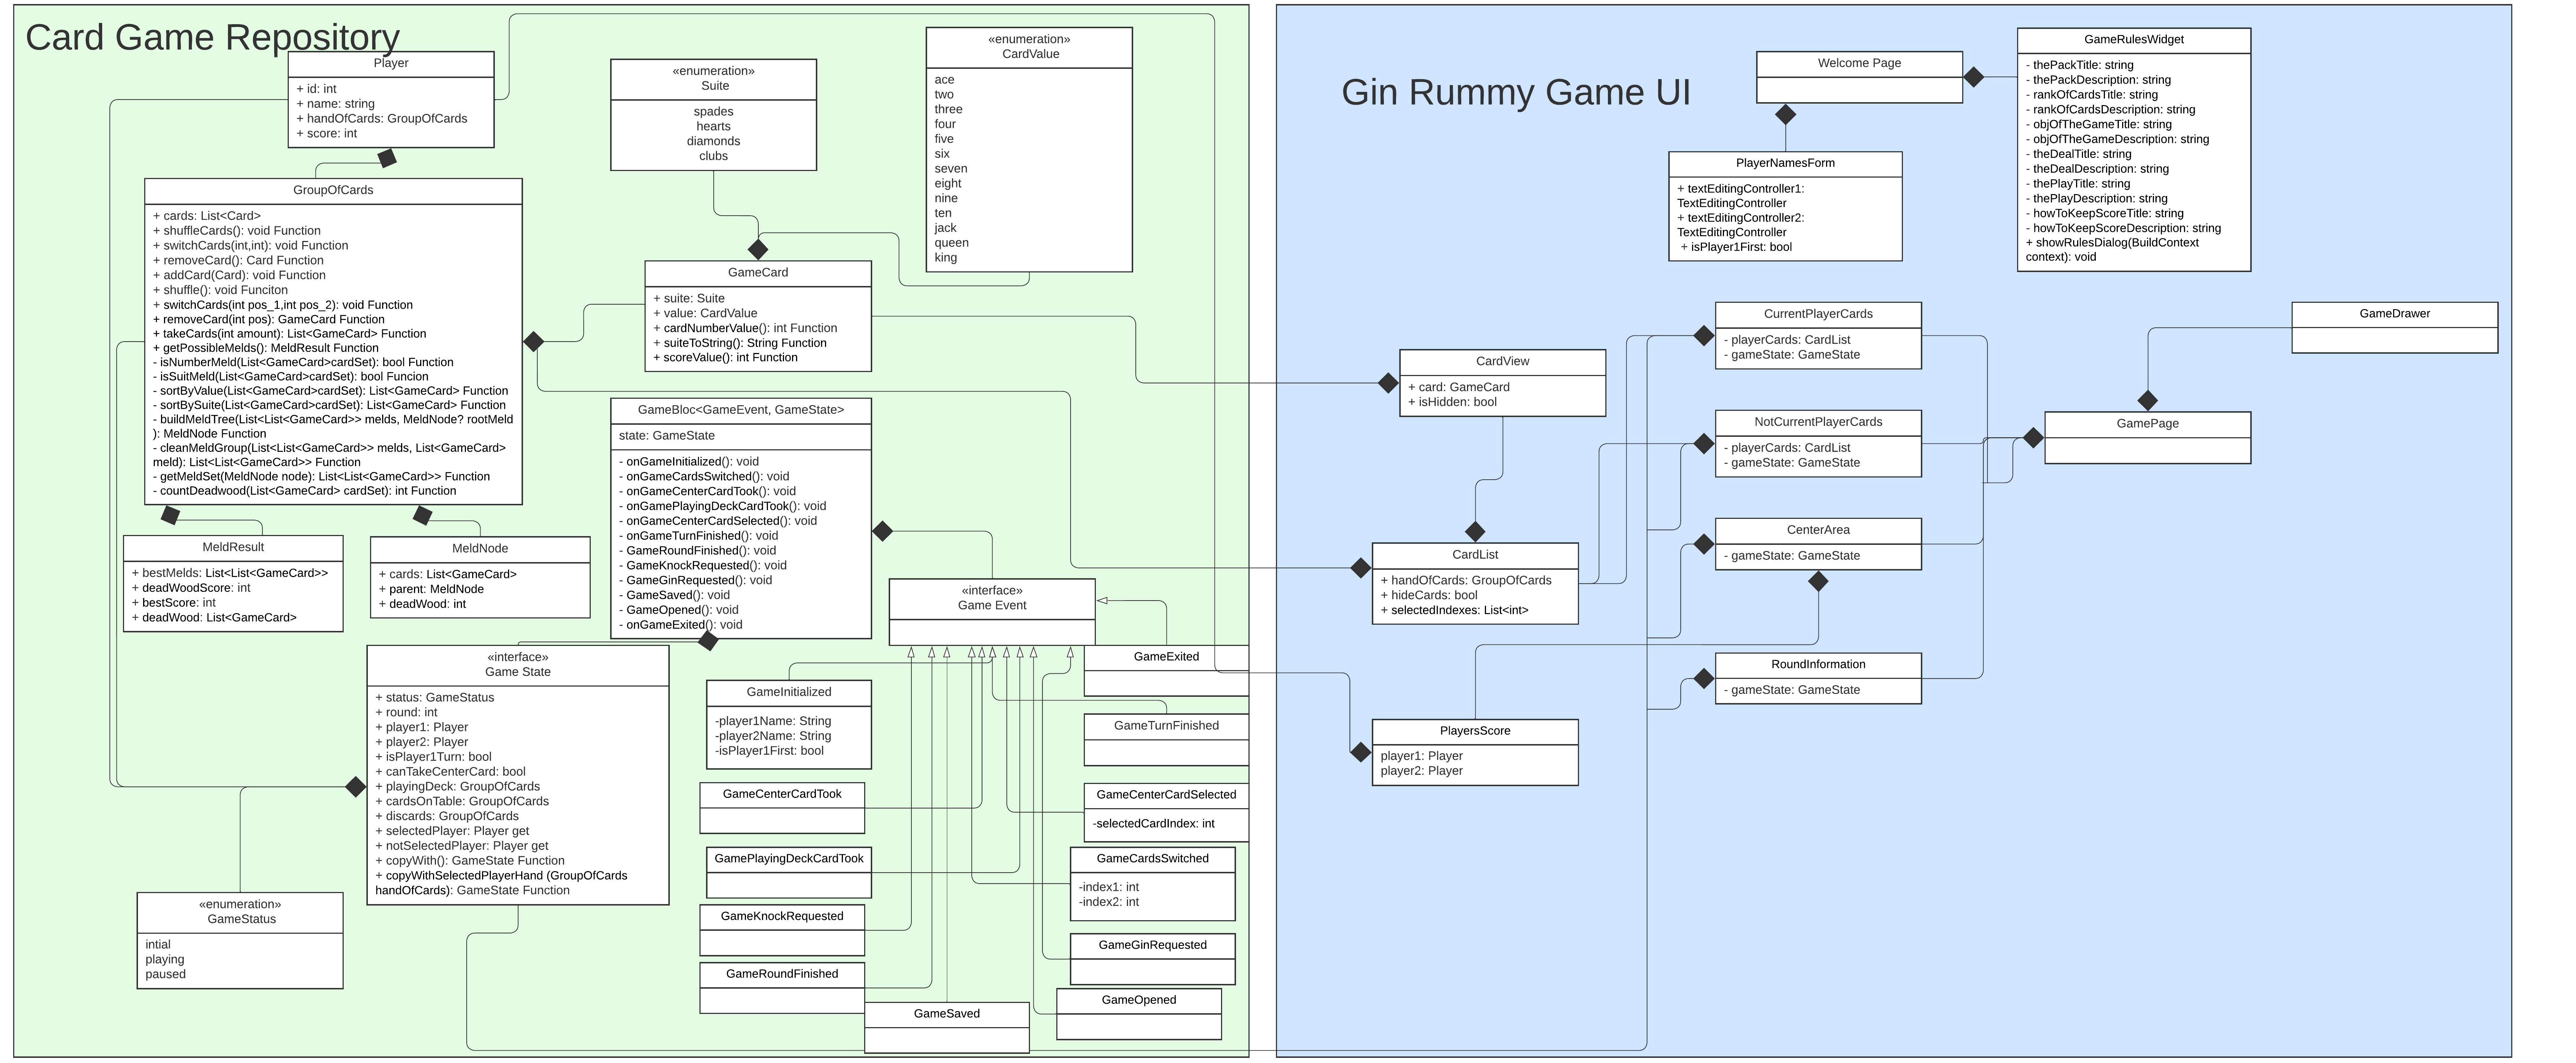 Card Game Repository
Player
+ id: int
+ name: string
+ handOfCards: GroupOfCards
+ score: int
«enumeration»
Suite
spades
hearts
diamonds
clubs
«enumeration»
CardValue
ace
two
three
four
five
six
seven
eight
nine
ten
jack
queen
king
GroupOfCards
+ cards: List<Card>
+ shuffleCards(): void Function
+ switchCards(int,int): void Function
+ removeCard(): Card Function
+ addCard(Card): void Function
+ shuffle(): void Funciton
+ switchCards(int pos_1,int pos_2): void Function
+ removeCard(int pos): GameCard Function
+ takeCards(int amount): List<GameCard> Function
+ getPossibleMelds(): MeldResult Function
- isNumberMeld(List<GameCard>cardSet): bool Function
- isSuitMeld(List<GameCard>cardSet): bool Function
- sortByValue(List<GameCard>cardSet): List<GameCard> Function
- sortBySuite(List<GameCard>cardSet): List<GameCard> Function
- buildMeldTree(List<List<GameCard>> melds, MeldNode? rootMeld
): MeldNode Function
- cleanMeldGroup(List<List<GameCard>> melds, List<GameCard>
meld): List<List<GameCard>> Function
- getMeldSet(MeldNode node): List<List<GameCard>> Function
- countDeadwood(List<GameCard> cardSet): int Function
GameCard
+ suite: Suite
+ value: CardValue
+ cardNumberValue(): int Function
+ suiteToString(): String Function
+ scoreValue(): int Function
GameBloc<GameEvent, GameState>
state: GameState
- onGameInitialized(): void
- onGameCardsSwitched(): void
- onGameCenterCardTook(): void
- onGamePlayingDeckCardTook(): void
- onGameCenterCardSelected(): void
- onGameTurnFinished(): void
- GameRoundFinished(): void
- GameKnockRequested(): void
- GameGinRequested(): void
- GameSaved(): void
- GameOpened(): void
- onGameExited(): void
MeldResult
+ bestMelds: List<List<GameCard>>
+ deadWoodScore: int
+ bestScore: int
+ deadWood: List<GameCard>
MeldNode
+ cards: List<GameCard>
+ parent: MeldNode
+ deadWood: int
«interface»
Game Event
«interface»
Game State
+ status: GameStatus
+ round: int
+ player1: Player
+ player2: Player
+ isPlayer1Turn: bool
+ canTakeCenterCard: bool
+ playingDeck: GroupOfCards
+ cardsOnTable: GroupOfCards
+ discards: GroupOfCards
+ selectedPlayer: Player get
+ notSelectedPlayer: Player get
+ copyWith(): GameState Function
+ copyWithSelectedPlayerHand (GroupOfCards
handOfCards): GameState Function
«enumeration»
GameStatus
intial
playing
paused
GameInitialized
-player1Name: String
-player2Name: String
-isPlayer1First: bool
GameCenterCardTook
GamePlayingDeckCardTook
GameKnockRequested
GameRoundFinished
GameSaved
GameExited
GameTurnFinished
GameCenterCardSelected
-selectedCardIndex: int
GameCardsSwitched
-index1: int
-index2: int
GameGinRequested
GameOpened
Gin Rummy Game UI
Welcome Page
PlayerNamesForm
+ textEditingController1:
TextEditingController
+ textEditingController2:
TextEditingController
+ isPlayer1First: bool
GameRulesWidget
- thePackTitle: string
- thePackDescription: string
- rankOfCardsTitle: string
- rankOfCardsDescription: string
- objOfTheGameTitle: string
- objOfTheGameDescription: string
- theDealTitle: string
- theDealDescription: string
- thePlayTitle: string
- thePlayDescription: string
- howToKeepScoreTitle: string
- howToKeepScoreDescription: string
+ showRulesDialog(BuildContext
context): void
CardView
+ card: GameCard
+ isHidden: bool
CardList
+ handOfCards: GroupOfCards
+ hideCards: bool
+ selectedIndexes: List<int>
PlayersScore
player1: Player
player2: Player
CurrentPlayerCards
- playerCards: CardList
- gameState: GameState
NotCurrentPlayerCards
- playerCards: CardList
- gameState: GameState
CenterArea
- gameState: GameState
RoundInformation
- gameState: GameState
GameDrawer
GamePage